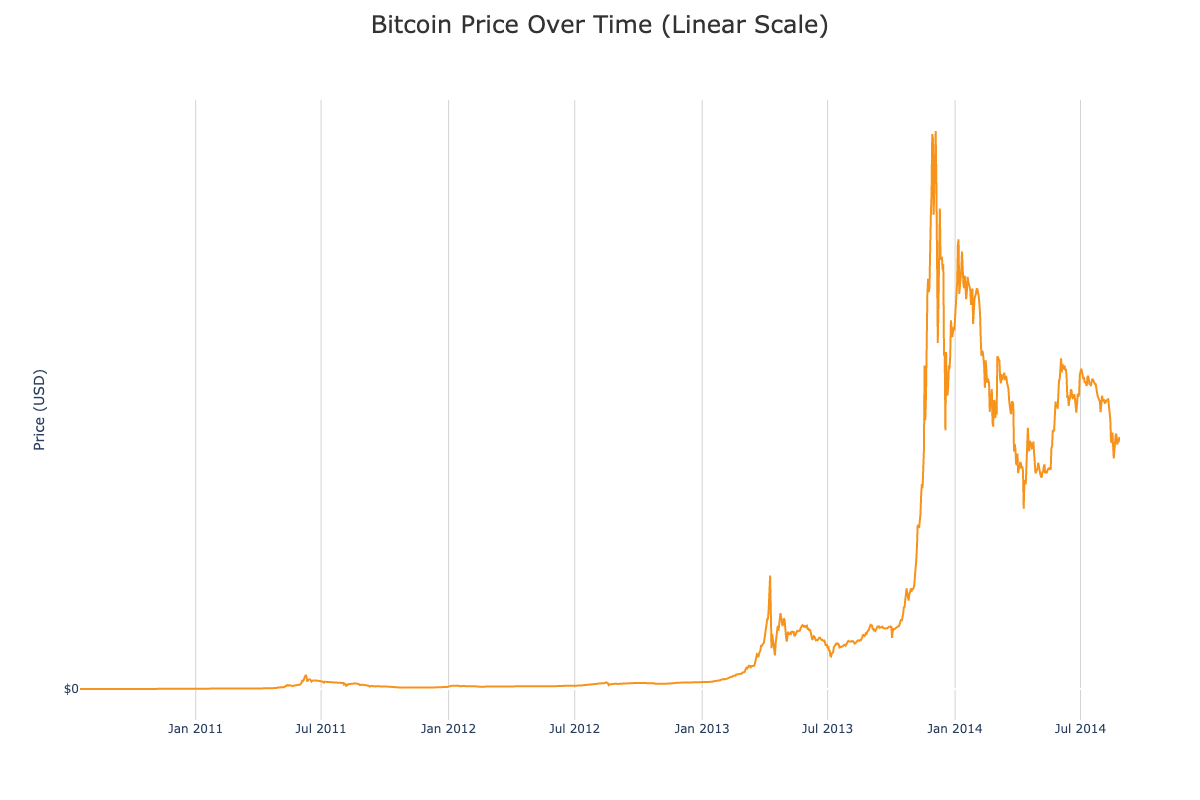 Bitcoin Price Over Time (Linear Scale)
Price (USD)
$0
Jan 2011
Jul 2011
Jan 2012
Jul 2012
Jan 2013
Jul 2013
Jan 2014
Jul 2014